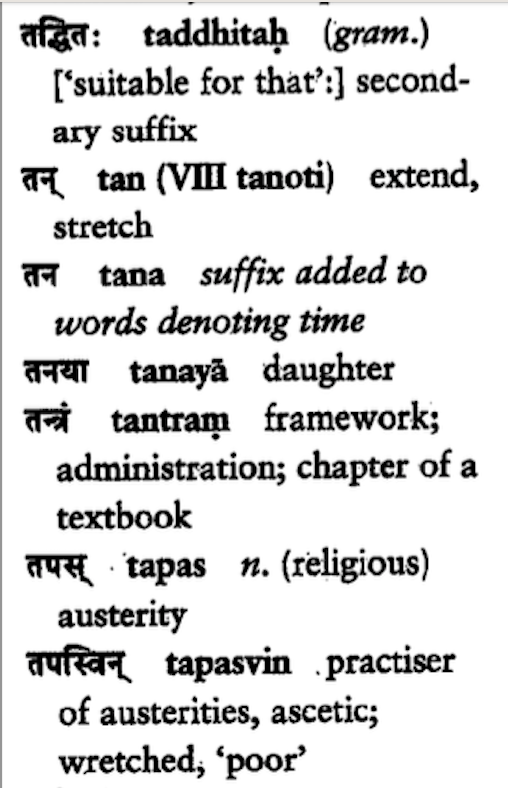 तद्धितः taddhitaḥ (gram.)
['suitable for that':] second-
ary suffix
तन् tan (VIII tanoti) extend,
stretch
तन tana suffix added to
words denoting time
तनया tanayā daughter
तन्त्रं tantraṃ framework;
administration; chapter of a
textbook
तपस् tapas n. (religious)
austerity
तपस्विन् tapasvin practiser
of austerities, ascetic;
wretched, 'poor'